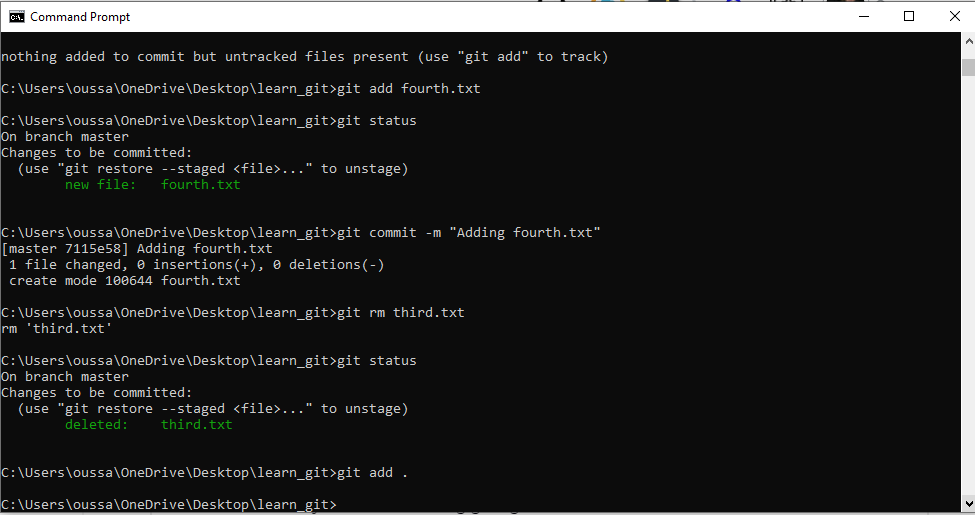 Command Prompt
nothing added to commit but untracked files present (use "git add" to track)
C:\Users\oussa\OneDrive\Desktop\learn_git>git add fourth.txt
C:\Users\oussa\OneDrive\Desktop\learn_git>git status
On branch master
Changes to be committed:
  (use "git restore --staged <file>..." to unstage)
        new file:   fourth.txt
C:\Users\oussa\OneDrive\Desktop\learn_git>git commit -m "Adding fourth.txt"
[master 7115e58] Adding fourth.txt
 1 file changed, 0 insertions(+), 0 deletions(-)
 create mode 100644 fourth.txt
C:\Users\oussa\OneDrive\Desktop\learn_git>git rm third.txt
rm 'third.txt'
C:\Users\oussa\OneDrive\Desktop\learn_git>git status
On branch master
Changes to be committed:
  (use "git restore --staged <file>..." to unstage)
        deleted:    third.txt
C:\Users\oussa\OneDrive\Desktop\learn_git>git add .
C:\Users\oussa\OneDrive\Desktop\learn_git>